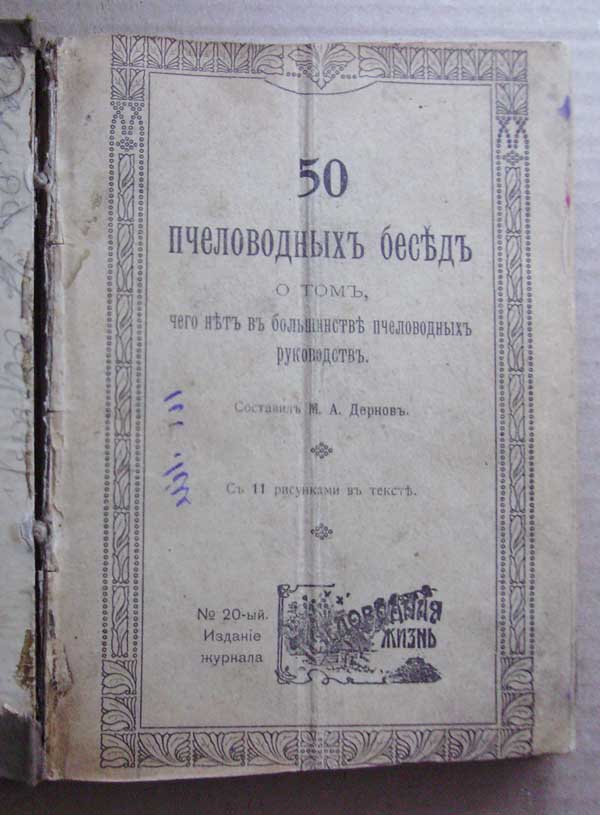 50
ПЧЕЛОВОДНЫХЪ БЕСѢДЪ
О ТОМЪ,
чего нѣтъ въ большинствѣ пчеловодныхъ
руководствъ.
Составилъ М. А. Дерновъ.
Съ 11 рисунками въ текстѣ.
№ 20-ый.
Изданіе
журнала
ПЧЕЛОВОДНАЯ
ЖИЗНЬ